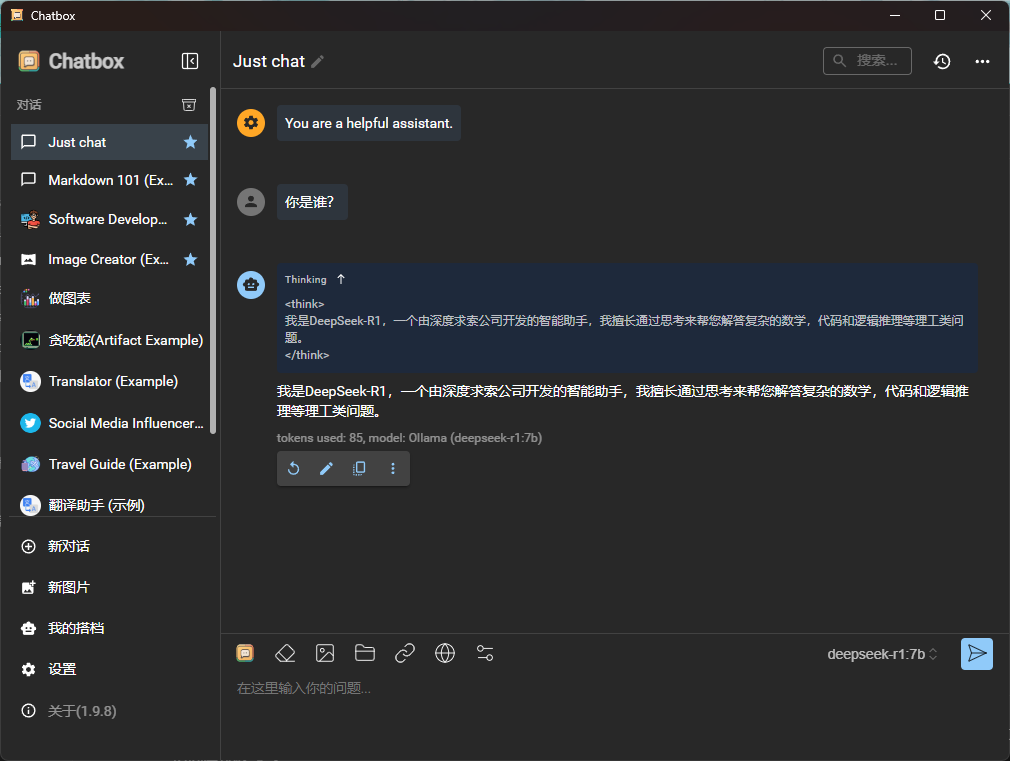 Chatbox
Chatbox
对话
Just chat
Markdown 101 (Ex...
Software Develop...
Image Creator (Ex...
做图表
贪吃蛇(Artifact Example)
Translator (Example)
Social Media Influencer...
Travel Guide (Example)
翻译助手 (示例)
新对话
新图片
我的搭档
设置
关于(1.9.8)
Just chat
搜索...
You are a helpful assistant.
你是谁?
Thinking
<think>
我是DeepSeek-R1，一个由深度求索公司开发的智能助手，我擅长通过思考来帮您解答复杂的数学，代码和逻辑推理等理工类问
题。
</think>
我是DeepSeek-R1，一个由深度求索公司开发的智能助手，我擅长通过思考来帮您解答复杂的数学，代码和逻辑推
理等理工类问题。
tokens used: 85, model: Ollama (deepseek-r1:7b)
deepseek-r1:7b
在这里输入你的问题...